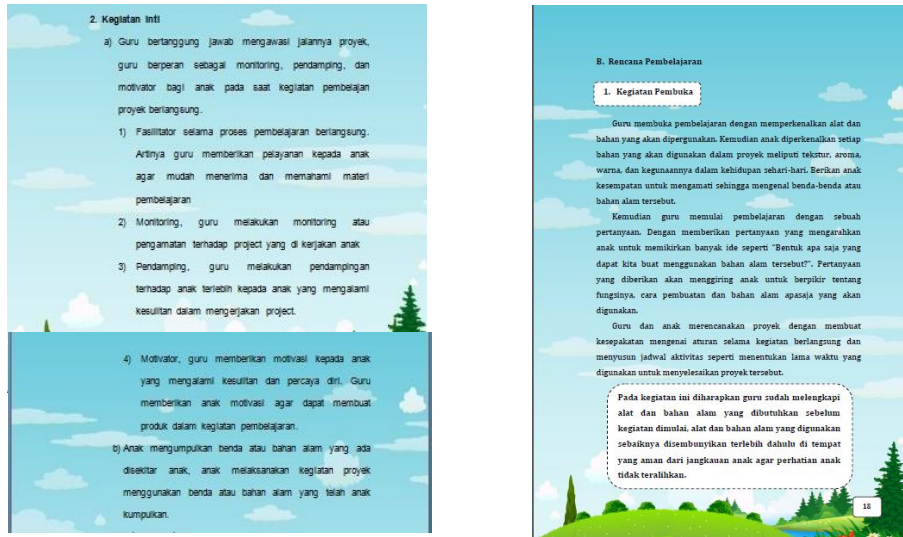 2. Kegiatan Inti
a) Guru bertanggung jawab mengawasi jalannya proyek,
guru berperan sebagai monitoring, pendamping, dan
motivator bagi anak pada saat kegiatan pembelajan
proyek berlangsung.
1) Fasilitator selama proses pembelajaran berlangsung.
Artinya guru memberikan pelayanan kepada anak
agar mudah menerima dan memahami materi
pembelajaran
2) Monitoring, guru melakukan monitoring atau
pengamatan terhadap project yang di kerjakan anak
3) Pendamping, guru melakukan pendampingan
terhadap anak terlebih kepada anak yang mengalami
kesulitan dalam mengerjakan project.
4) Motivator, guru memberikan motivasi kepada anak
yang mengalami kesulitan dan percaya diri. Guru
memberikan anak motivasi agar dapat membuat
produk dalam kegiatan pembelajaran.
b) Anak mengumpulkan benda atau bahan alam yang ada
disekitar anak, anak melaksanakan kegiatan proyek
menggunakan benda atau bahan alam yang telah anak
kumpulkan.
B. Rencana Pembelajaran
1. Kegiatan Pembuka
Guru membuka pembelajaran dengan memperkenalkan alat dan
bahan yang akan dipergunakan. Kemudian anak diperkenalkan setiap
bahan yang akan digunakan dalam proyek meliputi tekstur, aroma,
warna, dan kegunaannya dalam kehidupan sehari-hari. Berikan anak
kesempatan untuk mengamati sehingga mengenal benda-benda atau
bahan alam tersebut.
Kemudian guru memulai pembelajaran dengan sebuah
pertanyaan. Dengan memberikan pertanyaan yang mengarahkan
anak untuk memikirkan banyak ide seperti "Bentuk apa saja yang
dapat kita buat menggunakan bahan alam tersebut?". Pertanyaan
yang diberikan akan menggiring anak untuk berpikir tentang
fungsinya, cara pembuatan dan bahan alam apasaja yang akan
digunakan.
Guru dan anak merencanakan proyek dengan membuat
kesepakatan mengenai aturan selama kegiatan berlangsung dan
menyusun jadwal aktivitas seperti menentukan lama waktu yang
digunakan untuk menyelesaikan proyek tersebut.
Pada kegiatan ini diharapkan guru sudah melengkapi
alat dan bahan alam yang dibutuhkan sebelum
kegiatan dimulai, alat dan bahan alam yang digunakan
sebaiknya disembunyikan terlebih dahulu di tempat
yang aman dari jangkauan anak agar perhatian anak
tidak teralihkan.
18